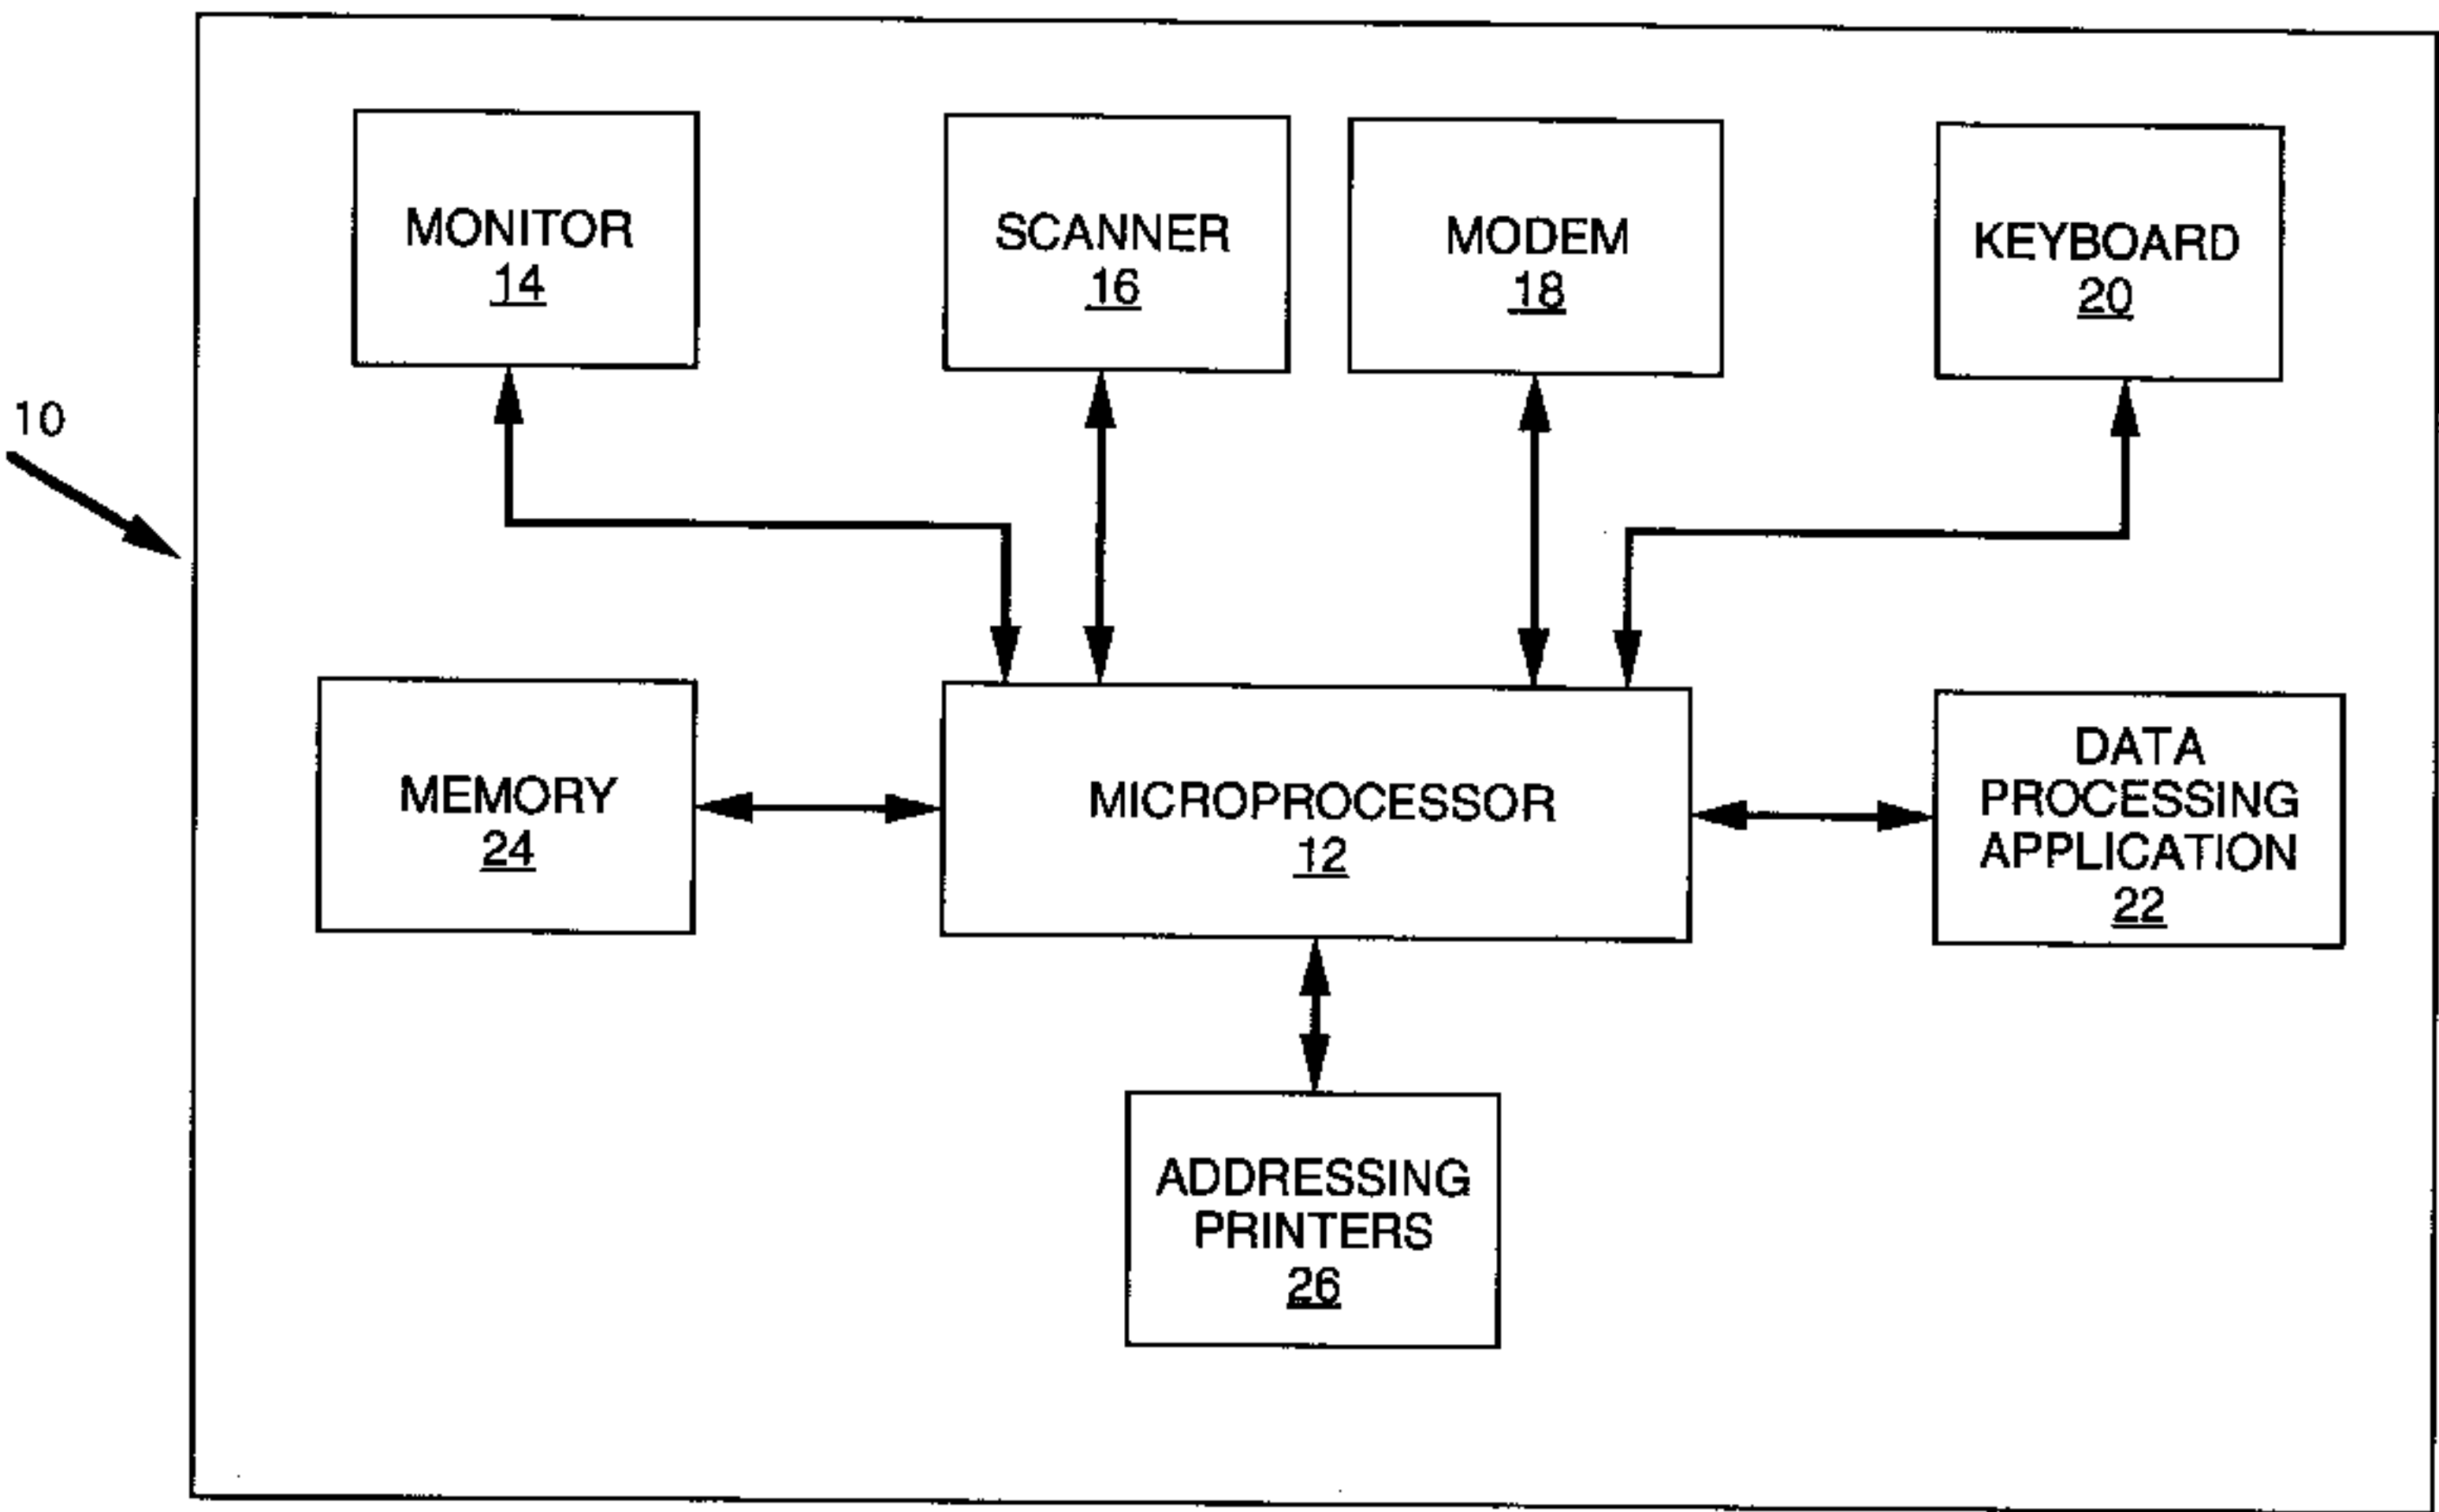 MONITOR
14
SCANNER
16
MODEM
18
KEYBOARD
20
10
MEMORY
24
MICROPROCESSOR
12
DATA
PROCESSING
APPLICATION
22
ADDRESSING
PRINTERS
26